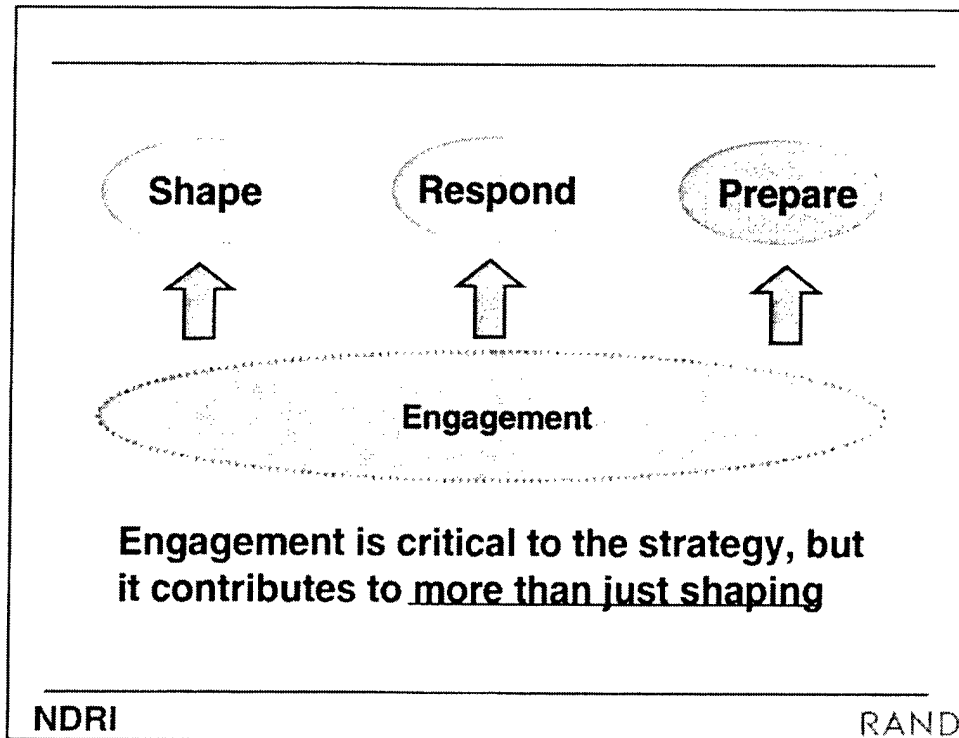 Shape Respond Prepare
Engagement
Engagement is critical to the strategy, but
it contributes to more than just shaping
NDRI RAND